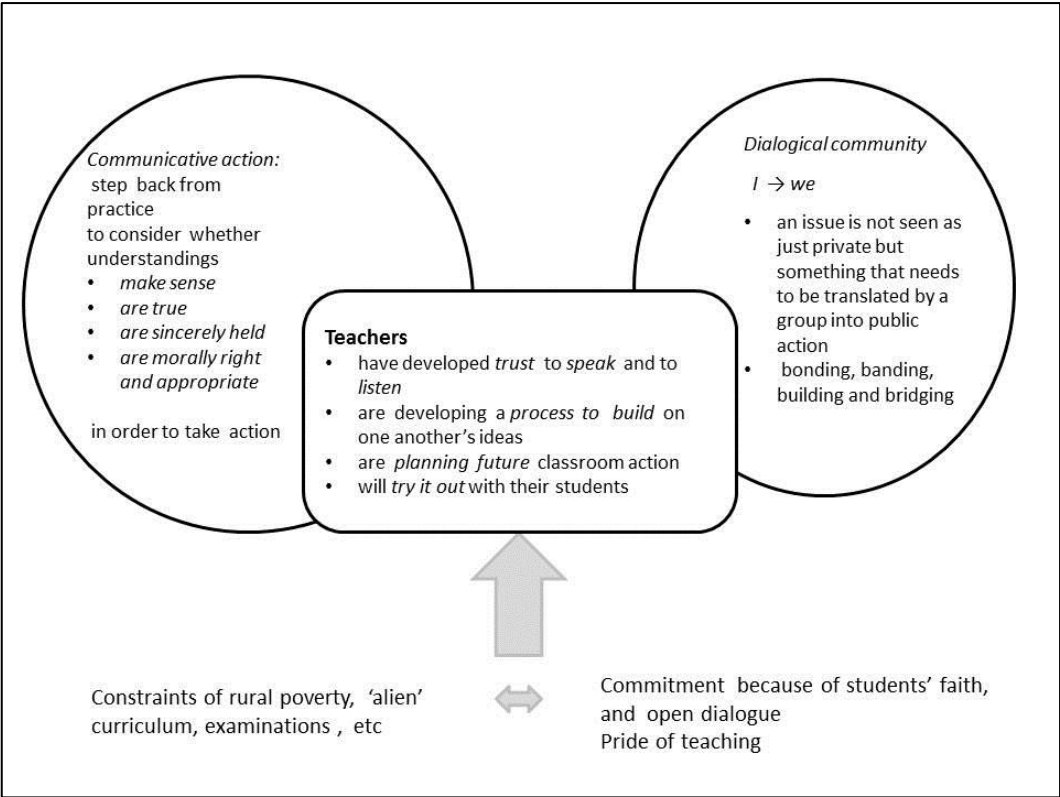 Communicative action:
step back from
practice
to consider whether
understandings
• make sense
• are true
• are sincerely held
• are morally right
and appropriate
in order to take action
Teachers
• have developed trust to speak and to
listen
• are developing a process to build on
one another’s ideas
• are planning future classroom action
• will try it out with their students
Dialogical community
I → we
• an issue is not seen as
just private but
something that needs
to be translated by a
group into public
action
• bonding, banding,
building and bridging
Constraints of rural poverty, ‘alien’
curriculum, examinations , etc
Commitment because of students’ faith,
and open dialogue
Pride of teaching